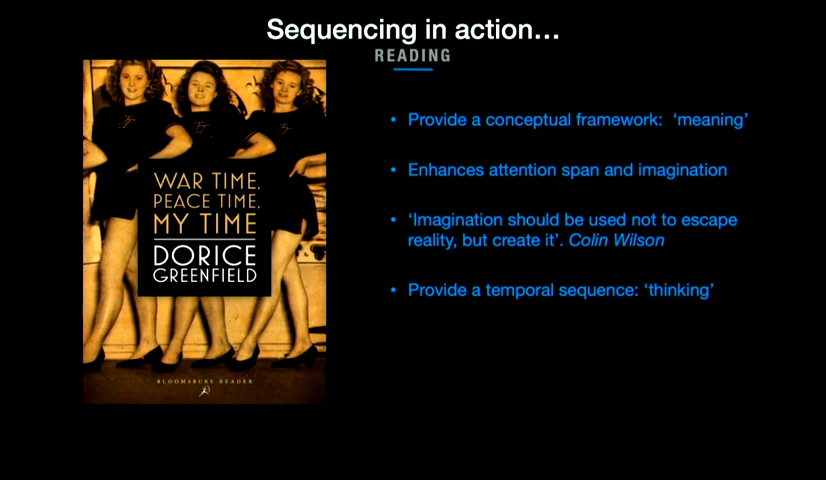 Sequencing in action…
READING
WAR TIME.
PEACE TIME.
MY TIME
DORICE
GREENFIELD
BLOOMSBURY READER
• Provide a conceptual framework:  ‘meaning’
• Enhances attention span and imagination
• ‘Imagination should be used not to escape
reality, but create it’. Colin Wilson
• Provide a temporal sequence: ‘thinking’